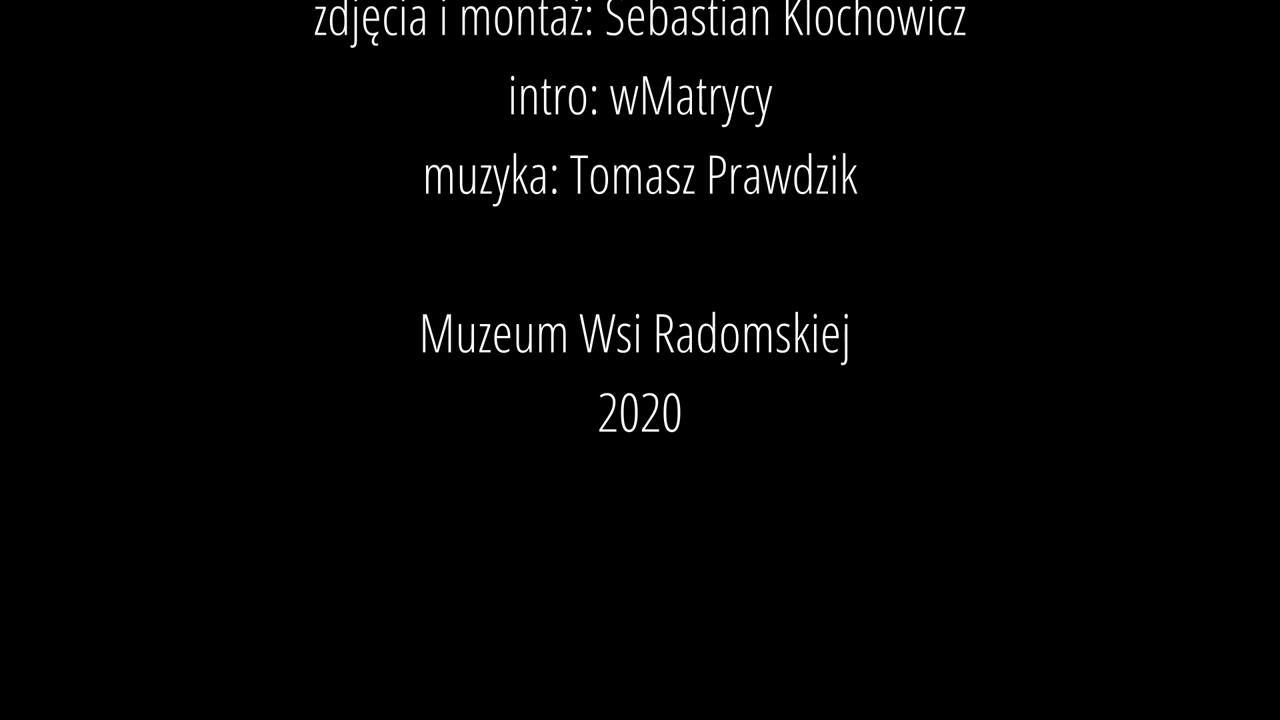 zdjęcia i montaż: Sebastian Klochowicz
intro: wMatrycy
muzyka: Tomasz Prawdzik
Muzeum Wsi Radomskiej
2020